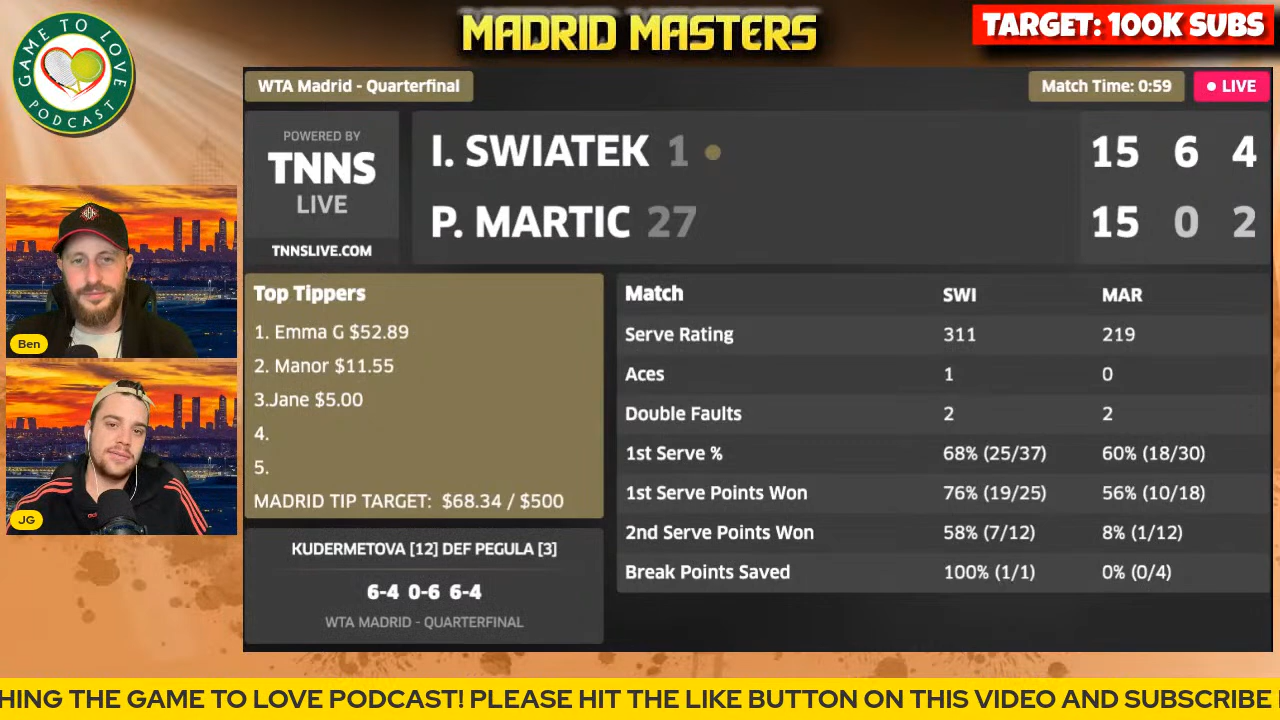 GAME TO LOVE PODCAST
MADRID MASTERS
TARGET: 100K SUBS
WTA Madrid - Quarterfinal
Match Time: 0:59
LIVE
POWERED BY
TNNS
LIVE
TNNSLIVE.COM
I. SWIATEK 1 15 6 4
P. MARTIC 27 15 0 2
Ben
JG
Top Tippers
1. Emma G $52.89
2. Manor $11.55
3.Jane $5.00
4.
5.
MADRID TIP TARGET: $68.34 / $500
KUDERMETOVA [12] DEF PEGULA [3]
6-4 0-6 6-4
WTA MADRID - QUARTERFINAL
Match SWI MAR
Serve Rating 311 219
Aces 1 0
Double Faults 2 2
1st Serve % 68% (25/37) 60% (18/30)
1st Serve Points Won 76% (19/25) 56% (10/18)
2nd Serve Points Won 58% (7/12) 8% (1/12)
Break Points Saved 100% (1/1) 0% (0/4)
HING THE GAME TO LOVE PODCAST! PLEASE HIT THE LIKE BUTTON ON THIS VIDEO AND SUBSCRIBE